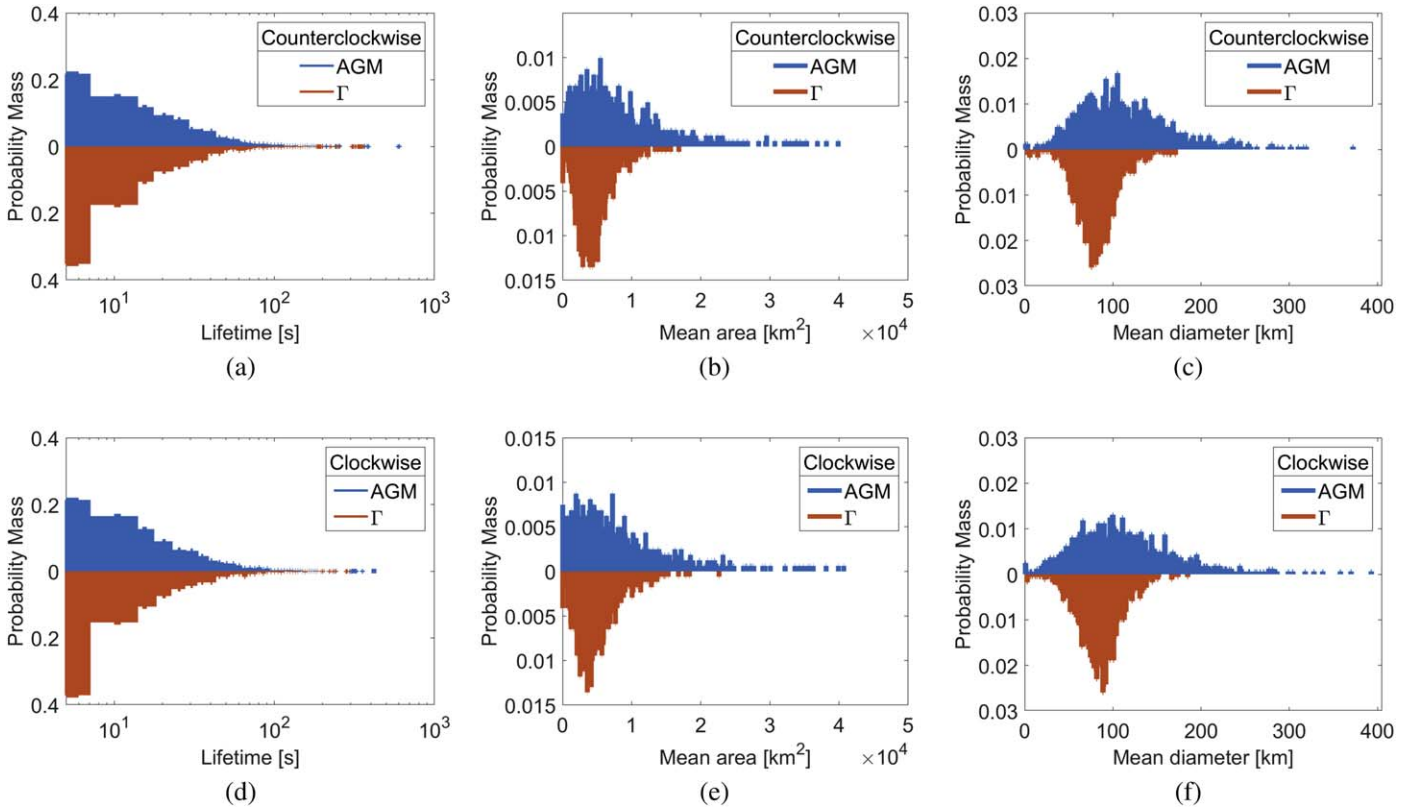 0.4
0.2
0
0.2
0.4
Probability Mass
Counterclockwise
AGM
Γ
10^1
10^2
10^3
Lifetime [s]
(a)
0.01
0.005
0
0.005
0.01
0.015
Probability Mass
Counterclockwise
AGM
Γ
0
1
2
3
4
5
Mean area [km²]
×10^4
(b)
0.03
0.02
0.01
0
0.01
0.02
0.03
Probability Mass
Counterclockwise
AGM
Γ
0
100
200
300
400
Mean diameter [km]
(c)
0.4
0.2
0
0.2
0.4
Probability Mass
Clockwise
AGM
Γ
10^1
10^2
10^3
Lifetime [s]
(d)
0.015
0.01
0.005
0
0.005
0.01
0.015
Probability Mass
Clockwise
AGM
Γ
0
1
2
3
4
5
Mean area [km²]
×10^4
(e)
0.03
0.02
0.01
0
0.01
0.02
0.03
Probability Mass
Clockwise
AGM
Γ
0
100
200
300
400
Mean diameter [km]
(f)